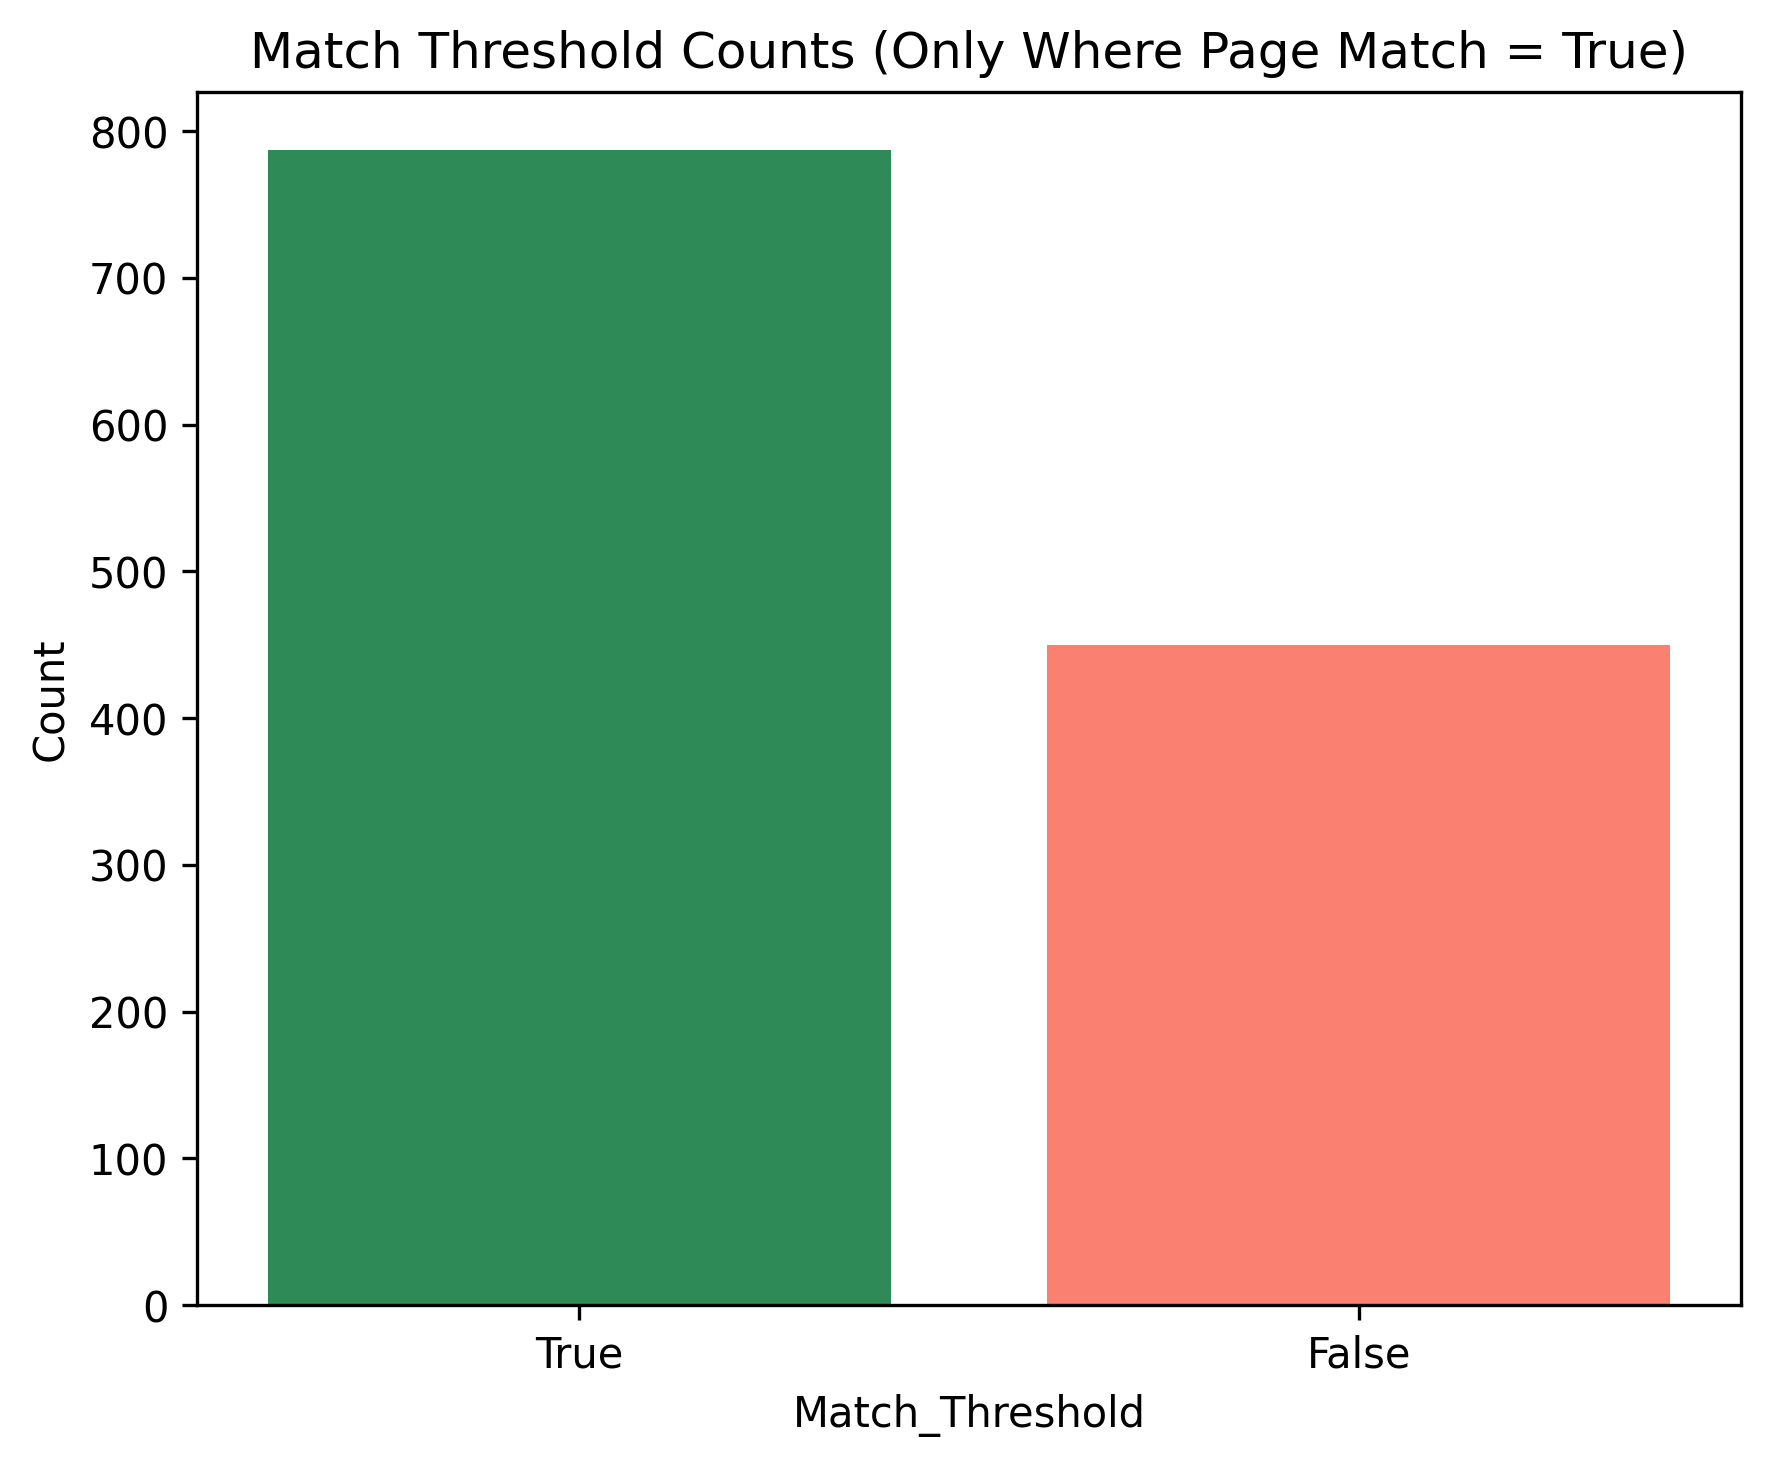 Match Threshold Counts (Only Where Page Match = True)
800
700
600
500
400
300
200
100
0
Count
True False
Match_Threshold